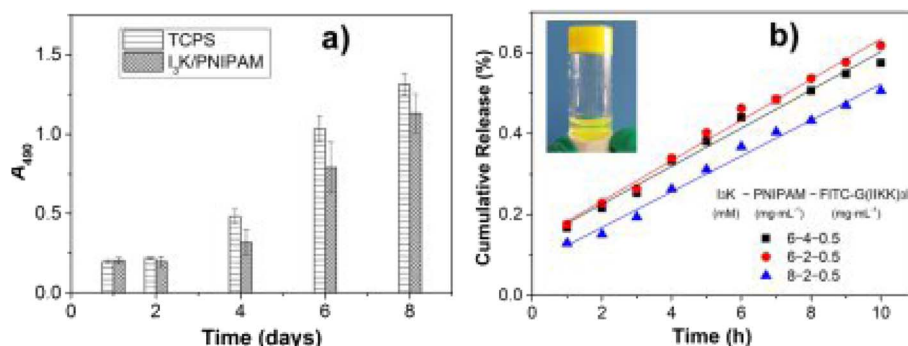 a)
TCPS
I₃K/PNIPAM
1.5
1.0
0.5
0.0
A₄₉₀
0 2 4 6 8
Time (days)
b)
0.6
0.4
0.2
0.0
Cumulative Release (%)
I₃K – PNIPAM – FITC-G(IIKK)₃I
(mM) (mg·mL⁻¹) (mg·mL⁻¹)
6–4–0.5
6–2–0.5
8–2–0.5
0 2 4 6 8 10
Time (h)